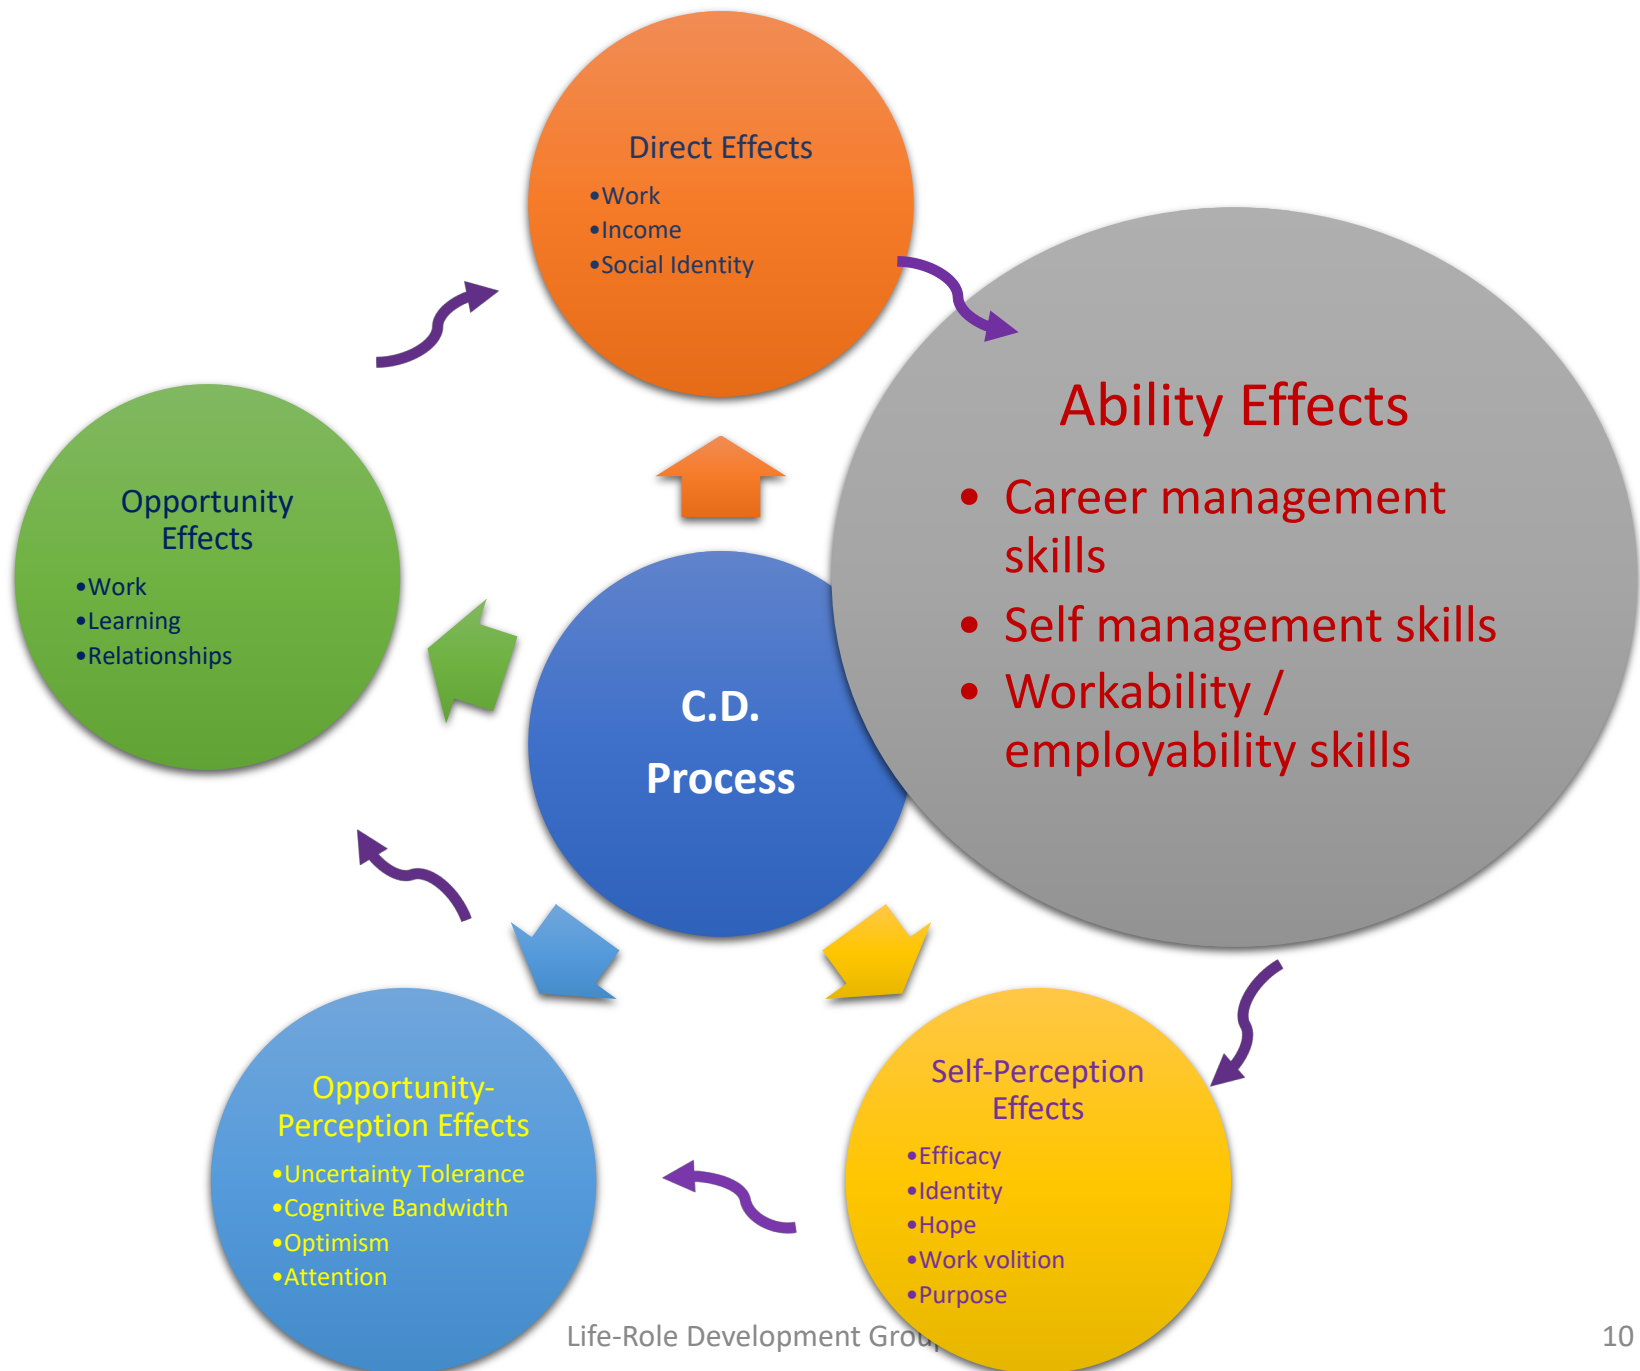 Direct Effects
•Work
•Income
•Social Identity
Ability Effects
• Career management
skills
• Self management skills
• Workability /
employability skills
Opportunity
Effects
•Work
•Learning
•Relationships
C.D.
Process
Opportunity-
Perception Effects
•Uncertainty Tolerance
•Cognitive Bandwidth
•Optimism
•Attention
Self-Perception
Effects
•Efficacy
•Identity
•Hope
•Work volition
•Purpose
Life-Role Development Group
10